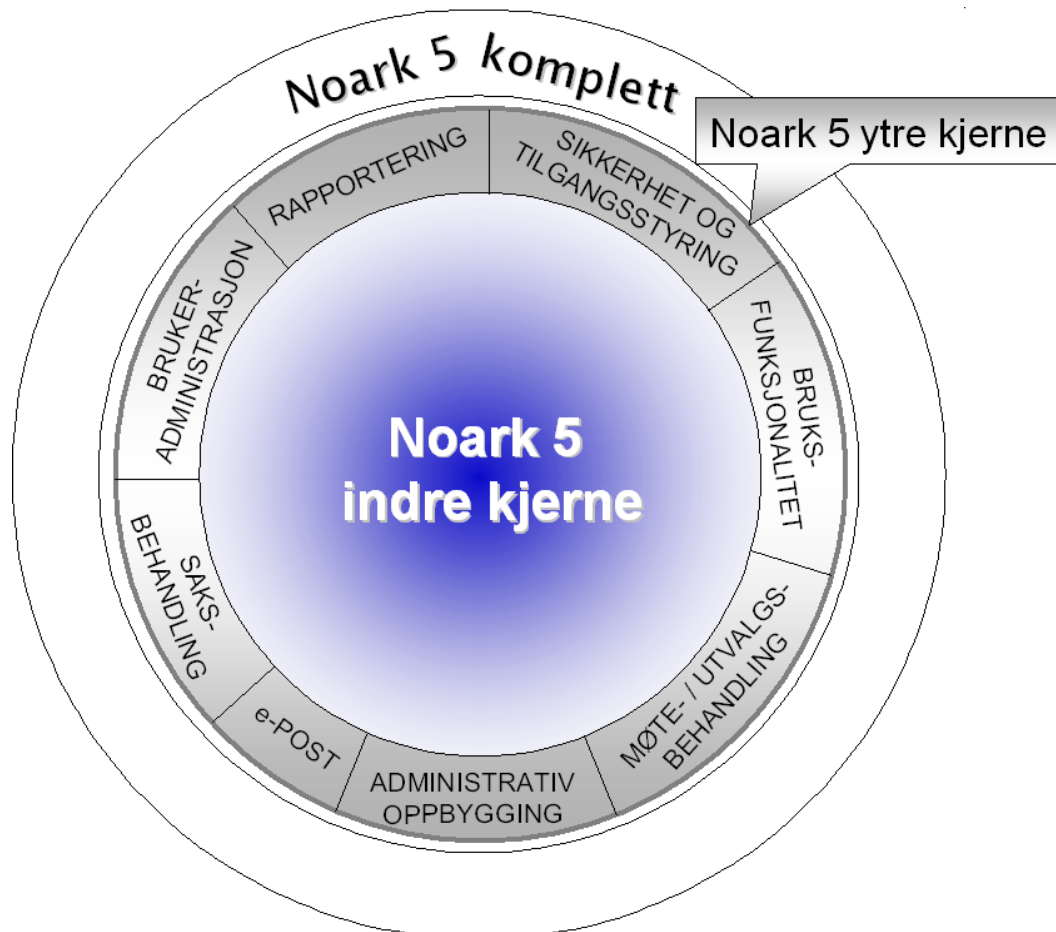 Noark 5 komplett
Noark 5 ytre kjerne
RAPPORTERING
SIKKERHET OG
TILGANGSSTYRING
BRUKS-
FUNKSJONALITET
MØTE- / UTVALGS-
BEHANDLING
ADMINISTRATIV
OPPBYGGING
e-POST
SAKS-
BEHANDLING
BRUKER-
ADMINISTRASJON
Noark 5
indre kjerne